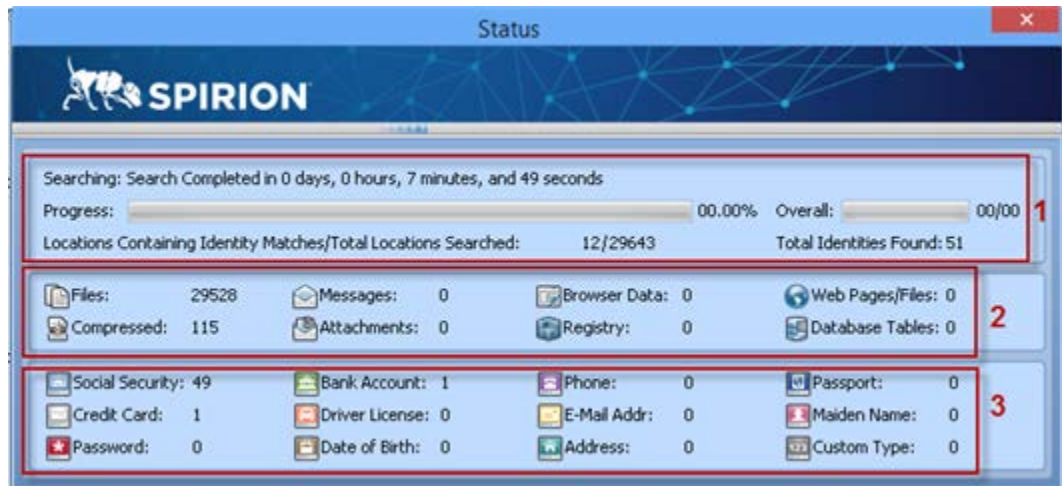 Status
SPIRION
Searching: Search Completed in 0 days, 0 hours, 7 minutes, and 49 seconds
Progress: 00.00% Overall: 00/00 1
Locations Containing Identity Matches/Total Locations Searched: 12/29643 Total Identities Found: 51
Files: 29528 Messages: 0 Browser Data: 0 Web Pages/Files: 0
Compressed: 115 Attachments: 0 Registry: 0 Database Tables: 0
2
Social Security: 49 Bank Account: 1 Phone: 0 Passport: 0
Credit Card: 1 Driver License: 0 E-Mail Addr: 0 Maiden Name: 0
3
Password: 0 Date of Birth: 0 Address: 0 Custom Type: 0